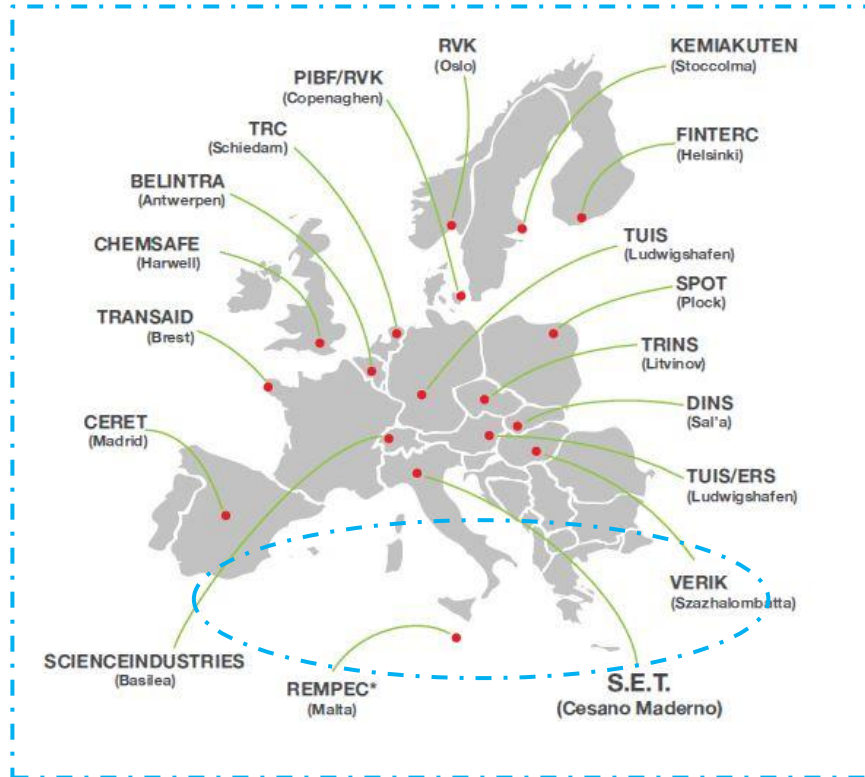 RVK
(Oslo)
KEMIAKUTEN
(Stoccolma)
PIBF/RVK
(Copenaghen)
TRC
(Schiedam)
FINTERC
(Helsinki)
BELINTRA
(Antwerpen)
CHEMSAFE
(Harwell)
TUIS
(Ludwigshafen)
SPOT
(Plock)
TRANSAID
(Brest)
TRINS
(Litvinov)
DINS
(Sal'a)
CERET
(Madrid)
TUIS/ERS
(Ludwigshafen)
VERIK
(Szazhalombatta)
SCIENCEINDUSTRIES
(Basilea)
REMPEC*
(Malta)
S.E.T.
(Cesano Maderno)